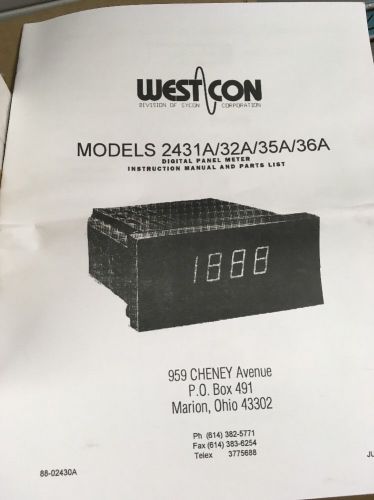 WESTCON
DIVISION OF SYCON CORPORATION
MODELS 2431A/32A/35A/36A
DIGITAL PANEL METER
INSTRUCTION MANUAL AND PARTS LIST
1888
959 CHENEY Avenue
P.O. Box 491
Marion, Ohio 43302
Ph (614) 382-5771
Fax (614) 383-6254
Telex 3775688
88-02430A
JU